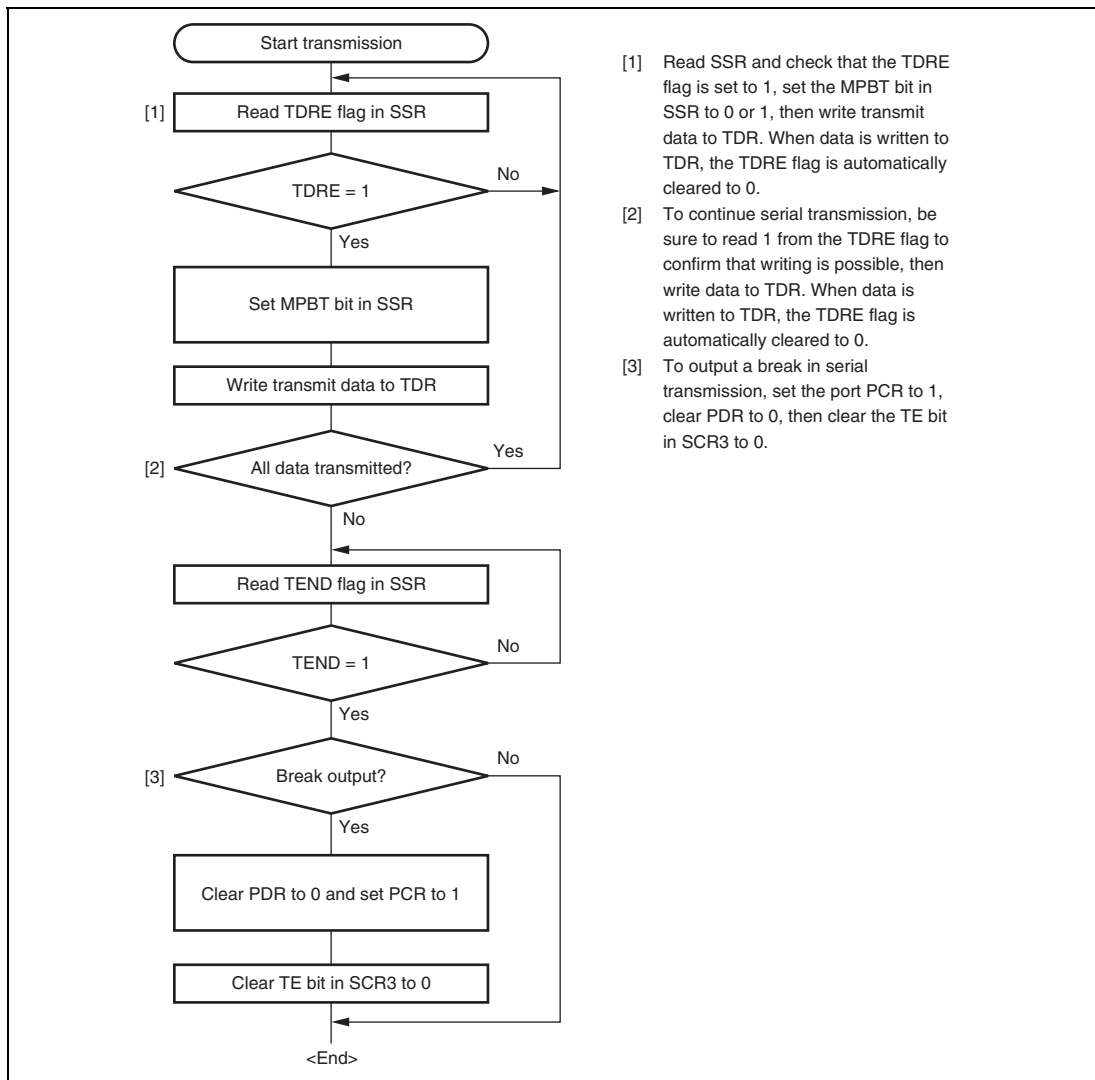 Start transmission
[1]
Read TDRE flag in SSR
TDRE = 1
No
Yes
Set MPBT bit in SSR
Write transmit data to TDR
[2]
All data transmitted?
Yes
No
Read TEND flag in SSR
TEND = 1
No
Yes
[3]
Break output?
No
Yes
Clear PDR to 0 and set PCR to 1
Clear TE bit in SCR3 to 0
<End>
[1] Read SSR and check that the TDRE
flag is set to 1, set the MPBT bit in
SSR to 0 or 1, then write transmit
data to TDR. When data is written to
TDR, the TDRE flag is automatically
cleared to 0.
[2] To continue serial transmission, be
sure to read 1 from the TDRE flag to
confirm that writing is possible, then
write data to TDR. When data is
written to TDR, the TDRE flag is
automatically cleared to 0.
[3] To output a break in serial
transmission, set the port PCR to 1,
clear PDR to 0, then clear the TE bit
in SCR3 to 0.